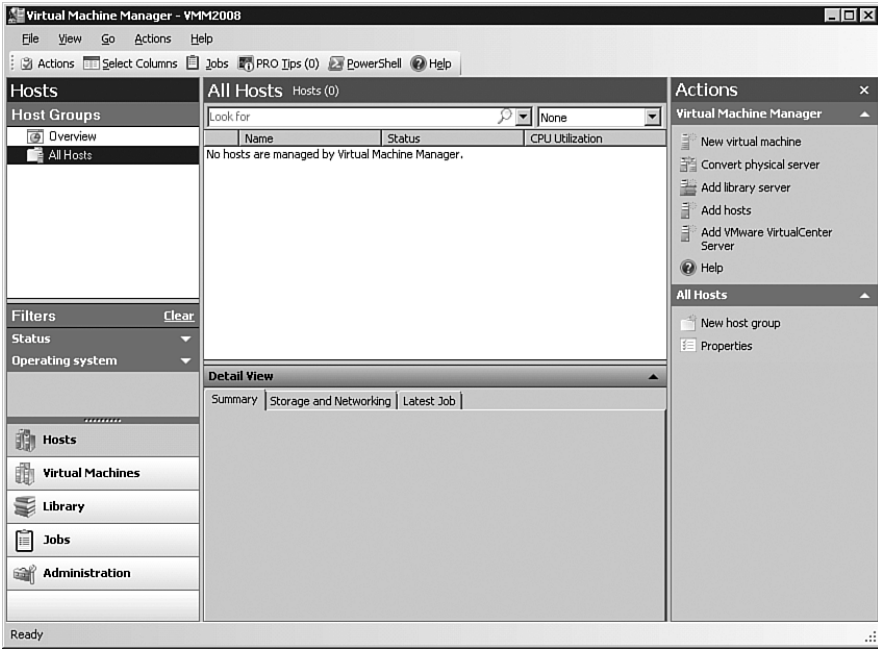 Virtual Machine Manager - VMM2008
File View Go Actions Help
Actions Select Columns Jobs PRO Tips (0) PowerShell Help
Hosts
Host Groups
Overview
All Hosts
Filters Clear
Status
Operating system
Hosts
Virtual Machines
Library
Jobs
Administration
All Hosts Hosts (0)
Look for None
Name Status CPU Utilization
No hosts are managed by Virtual Machine Manager.
Detail View
Summary Storage and Networking Latest Job
Actions
Virtual Machine Manager
New virtual machine
Convert physical server
Add library server
Add hosts
Add VMware VirtualCenter
Server
Help
All Hosts
New host group
Properties
Ready